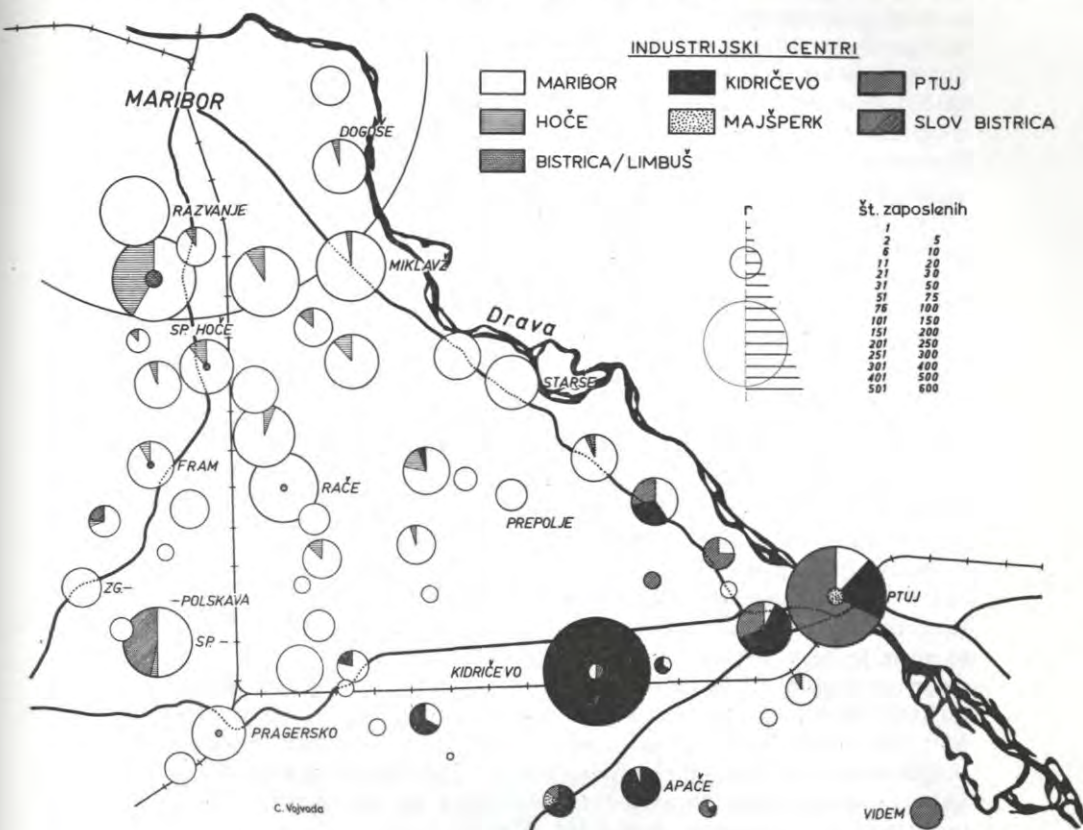 INDUSTRIJSKI CENTRI
MARIBOR KIDRIČEVO PTUJ
HOČE MAJŠPERK SLOV BISTRICA
BISTRICA/LIMBUŠ
r št. zaposlenih
1
2 5
6 10
11 20
21 30
31 50
51 75
76 100
101 150
151 200
201 250
251 300
301 400
401 500
501 600
MARIBOR
DOGOŠE
RAZVANJE
MIKLAVŽ
Drava
SP. HOČE
STARŠE
FRAM
RAČE
PREPOLJE
ZG.-
-POLSKAVA
SP.-
PTUJ
KIDRIČEVO
PRAGERSKO
APAČE
VIDEM
C. Vojvoda